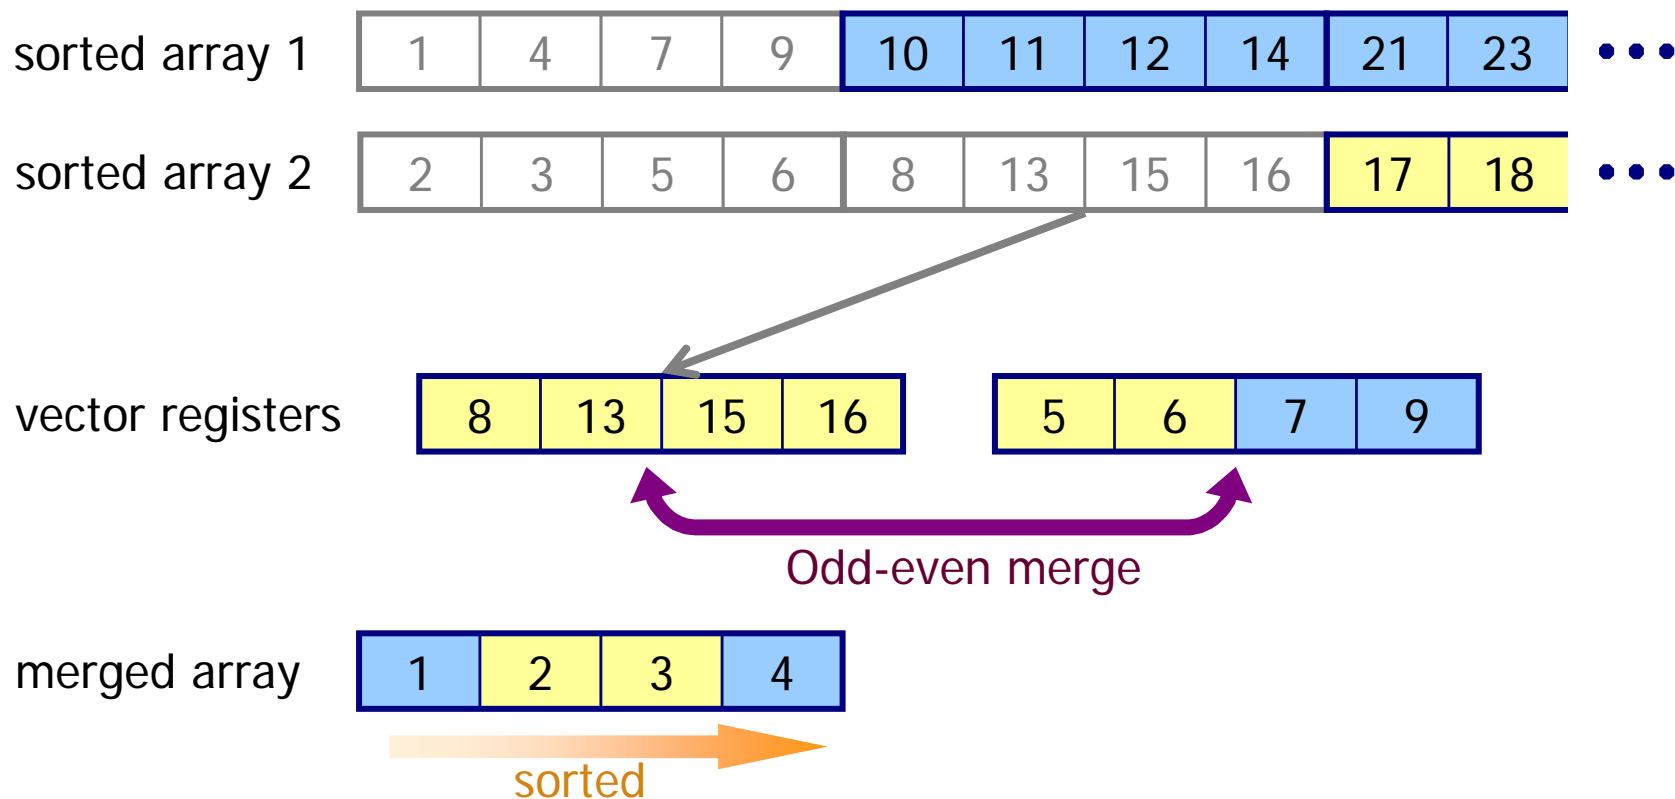 sorted array 1 1 4 7 9 10 11 12 14 21 23 •••
sorted array 2 2 3 5 6 8 13 15 16 17 18 •••
vector registers 8 13 15 16 5 6 7 9
Odd-even merge
merged array 1 2 3 4
sorted